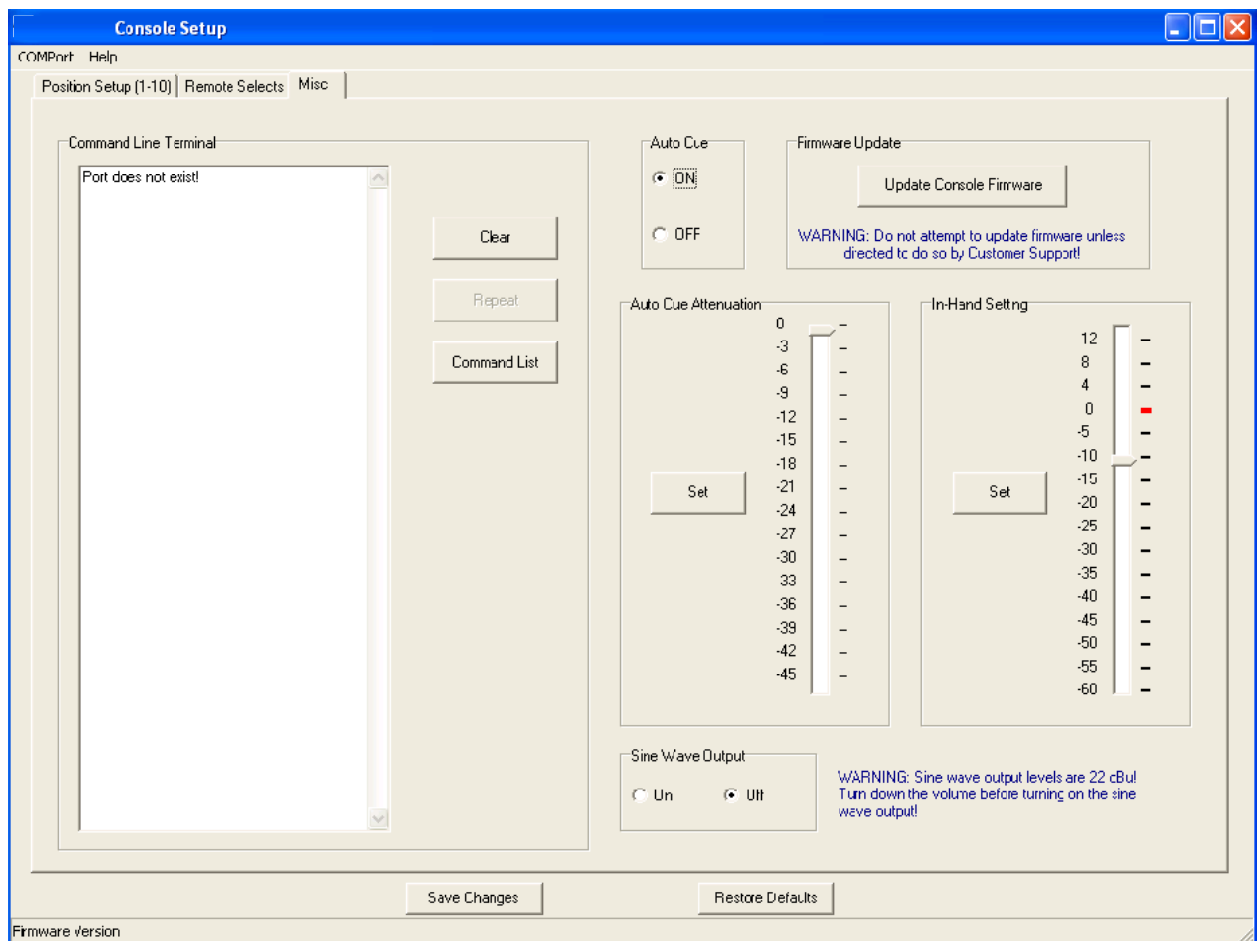 Console Setup
COMPort Help
Position Setup (1-10) Remote Selects Misc
Command Line Terminal
Port does not exist!
Clear
Repeat
Command List
Auto Cue
ON
OFF
Firmware Update
Update Console Firmware
WARNING: Do not attempt to update firmware unless
directed to do so by Customer Support!
Auto Cue Attenuation
0
-3
-6
-9
-12
-15
-18
-21
-24
-27
-30
33
-36
-39
-42
-45
Set
In-Hand Setting
12
8
4
0
-5
-10
-15
-20
-25
-30
-35
-40
-45
-50
-55
-60
Set
Sine Wave Output
On Off
WARNING: Sine wave output levels are 22 dBu!
Turn down the volume before turning on the sine
wave output!
Save Changes
Restore Defaults
Firmware Version